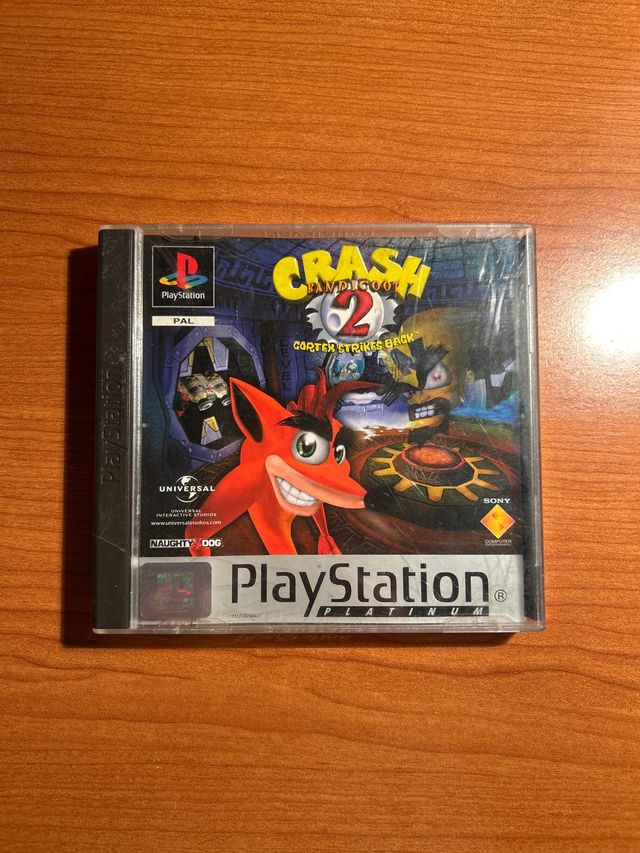 PlayStation
PlayStation
PAL
CRASH
BANDICOOT
2
CORTEX STRIKES BACK
UNIVERSAL
UNIVERSAL
INTERACTIVE STUDIOS
www.universalstudios.com
NAUGHTY DOG
SONY
COMPUTER
ENTERTAINMENT
PlayStation®
PLATINUM